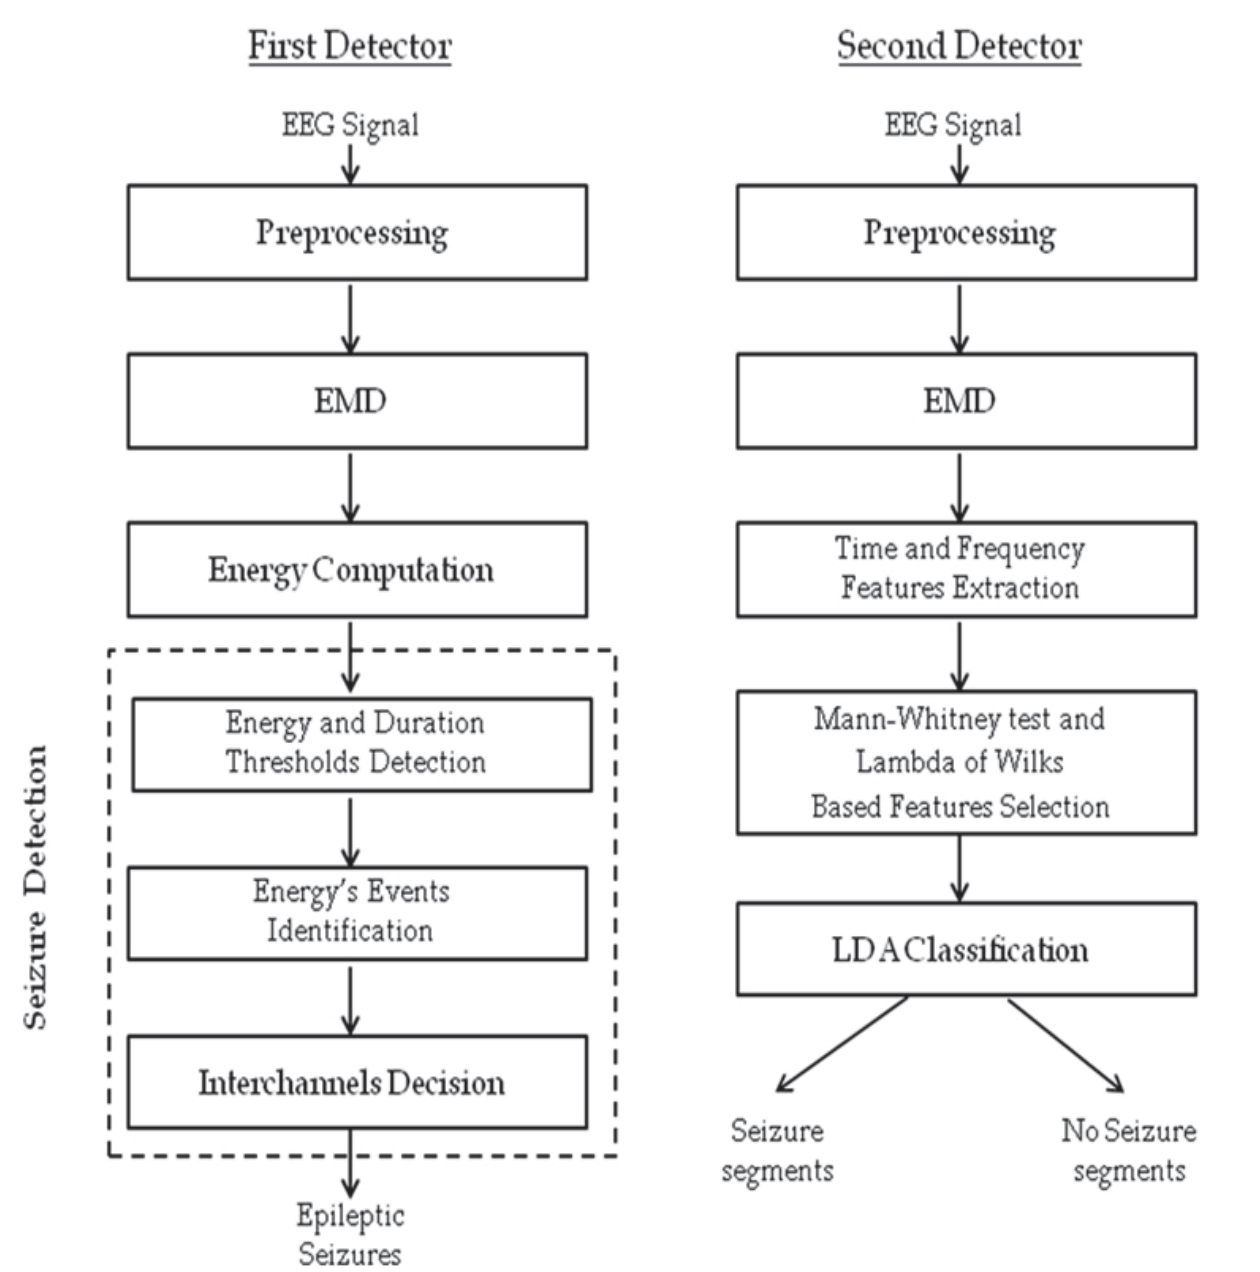 First Detector
EEG Signal
Preprocessing
EMD
Energy Computation
Seizure Detection
Energy and Duration
Thresholds Detection
Energy's Events
Identification
Interchannels Decision
Epileptic
Seizures
Second Detector
EEG Signal
Preprocessing
EMD
Time and Frequency
Features Extraction
Mann-Whitney test and
Lambda of Wilks
Based Features Selection
LDA Classification
Seizure
segments
No Seizure
segments